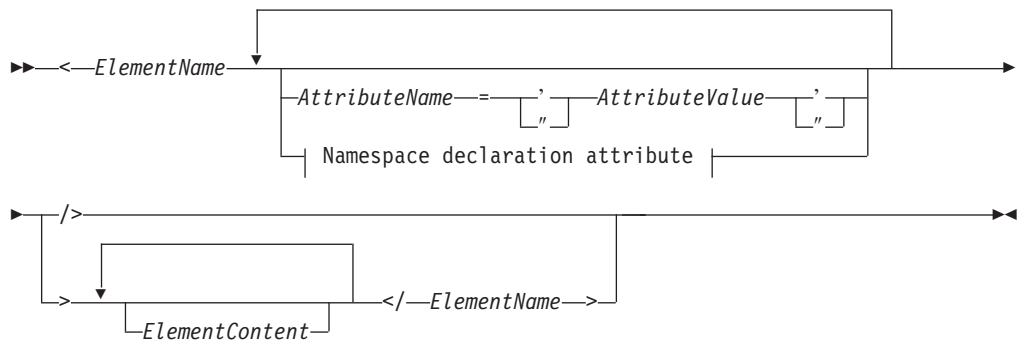 < ElementName
AttributeName = ' AttributeValue '
" "
Namespace declaration attribute
/>
> </ ElementName >
ElementContent